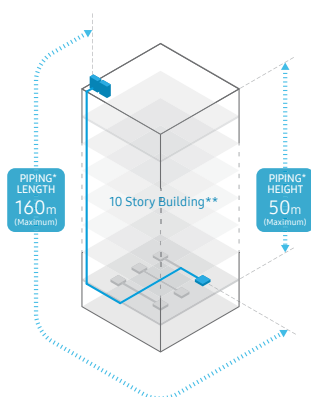 PIPING*
LENGTH
160m
(Maximum)
10 Story Building**
PIPING*
HEIGHT
50m
(Maximum)